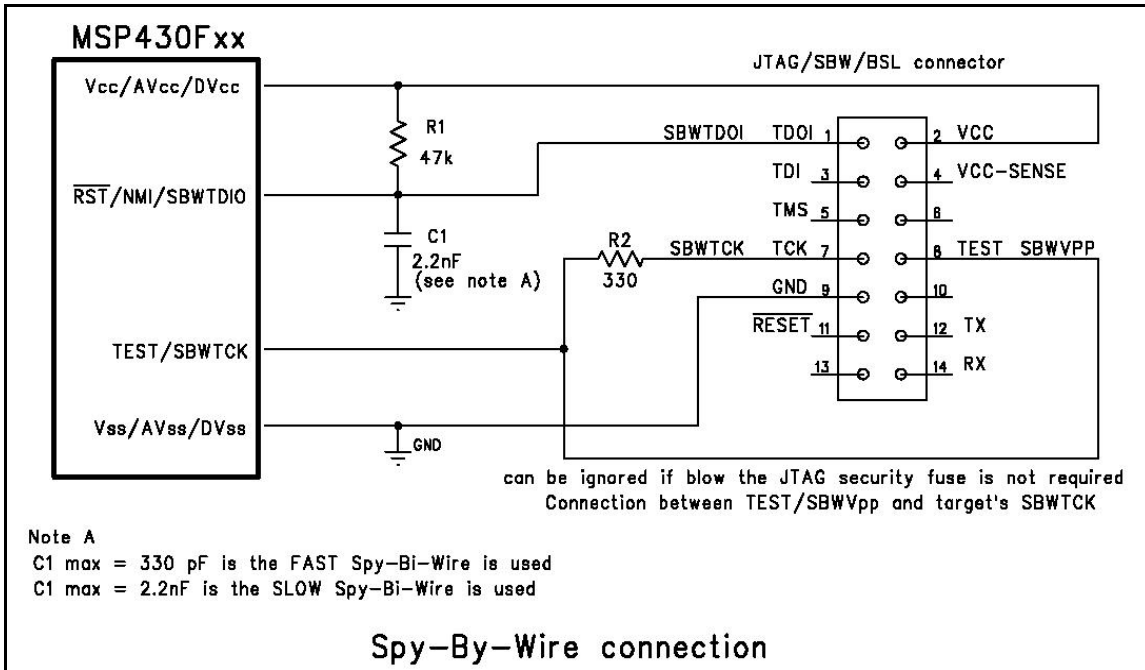 MSP430Fxx
JTAG/SBW/BSL connector
Vcc/AVcc/DVcc
R1
47k
SBWTDOI TDOI 1
2 VCC
TDI 3
4 VCC-SENSE
RST/NMI/SBWTDIO
TMS 5
6
C1
2.2nF
(see note A)
R2
330
SBWTCK TCK 7
8 TEST SBWVPP
GND 9
10
RESET 11
12 TX
TEST/SBWTCK
13
14 RX
Vss/AVss/DVss
GND
can be ignared if blow the JTAG security fuse is not required
Connection between TEST/SBWVpp and target's SBWTCK
Note A
C1 max = 330 pF is the FAST Spy-Bi-Wire is used
C1 max = 2.2nF is the SLOW Spy-Bi-Wire is used
Spy-By-Wire connection